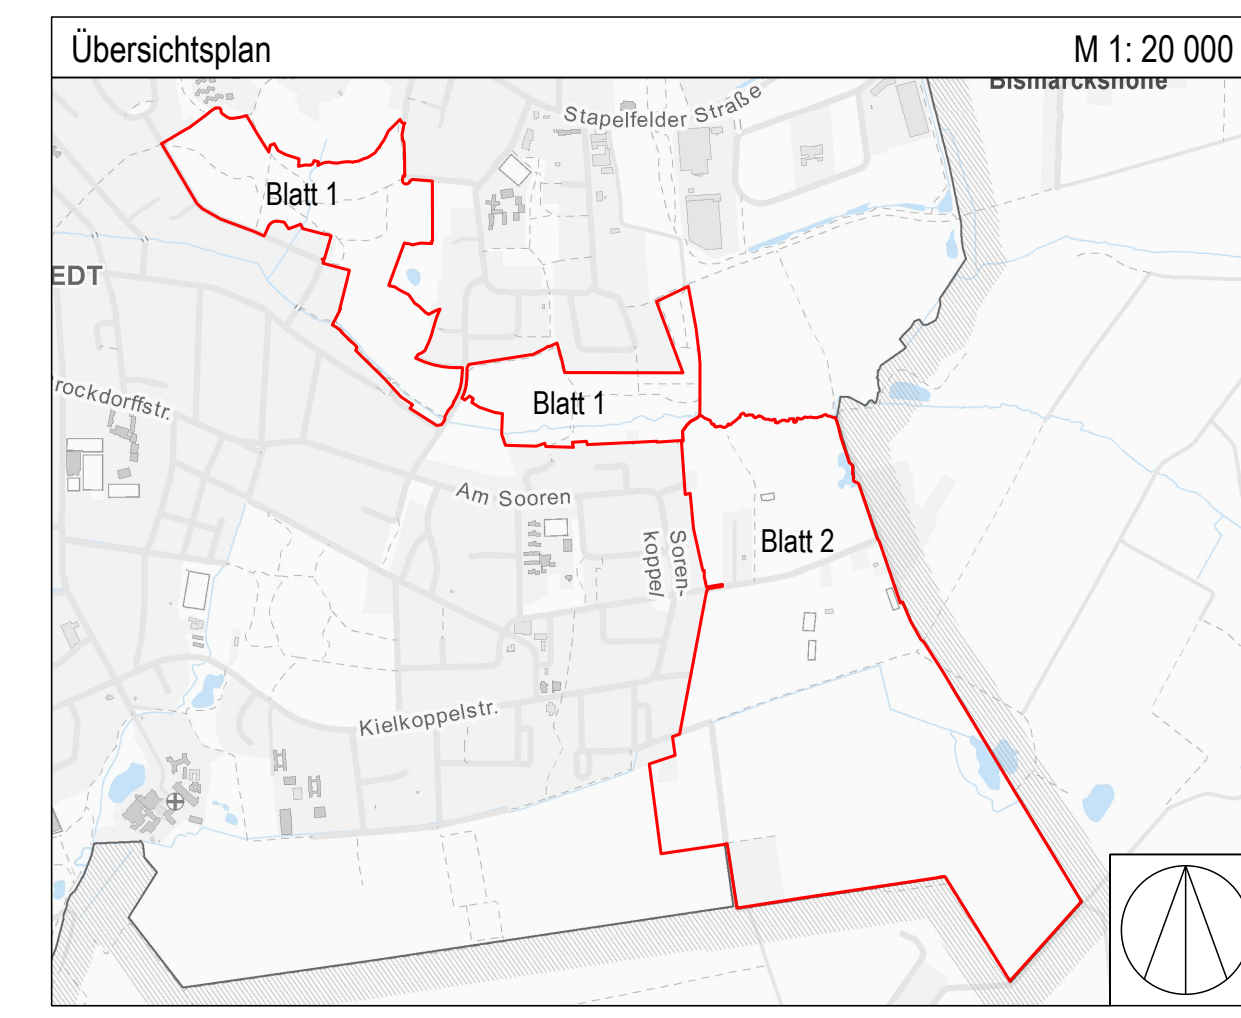 Übersichtsplan
M 1: 20 000
Bismarckshöhe
Stapelfelder Straße
Blatt 1
EDT
rockdorffstr.
Blatt 1
Am Sooren
Soren-
koppel
Blatt 2
Kielkoppelstr.